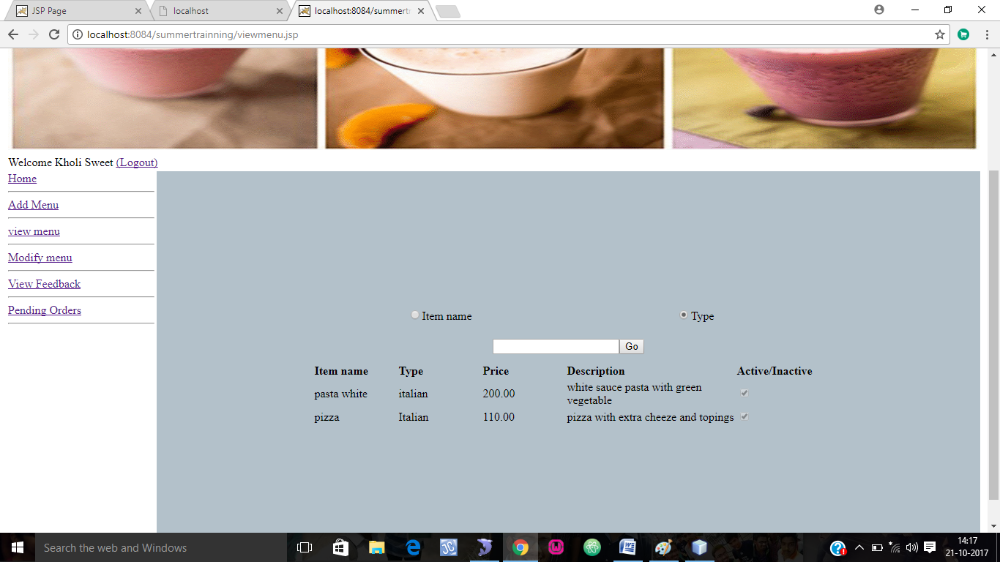 JSP Page
localhost
localhost:8084/summert
localhost:8084/summertrainning/viewmenu.jsp
Welcome Kholi Sweet (Logout)
Home
Add Menu
view menu
Modify menu
View Feedback
Pending Orders
Item name Type
Go
Item name Type Price Description Active/Inactive
pasta white italian 200.00 white sauce pasta with green
vegetable
pizza Italian 110.00 pizza with extra cheeze and topings
Search the web and Windows
14:17
21-10-2017